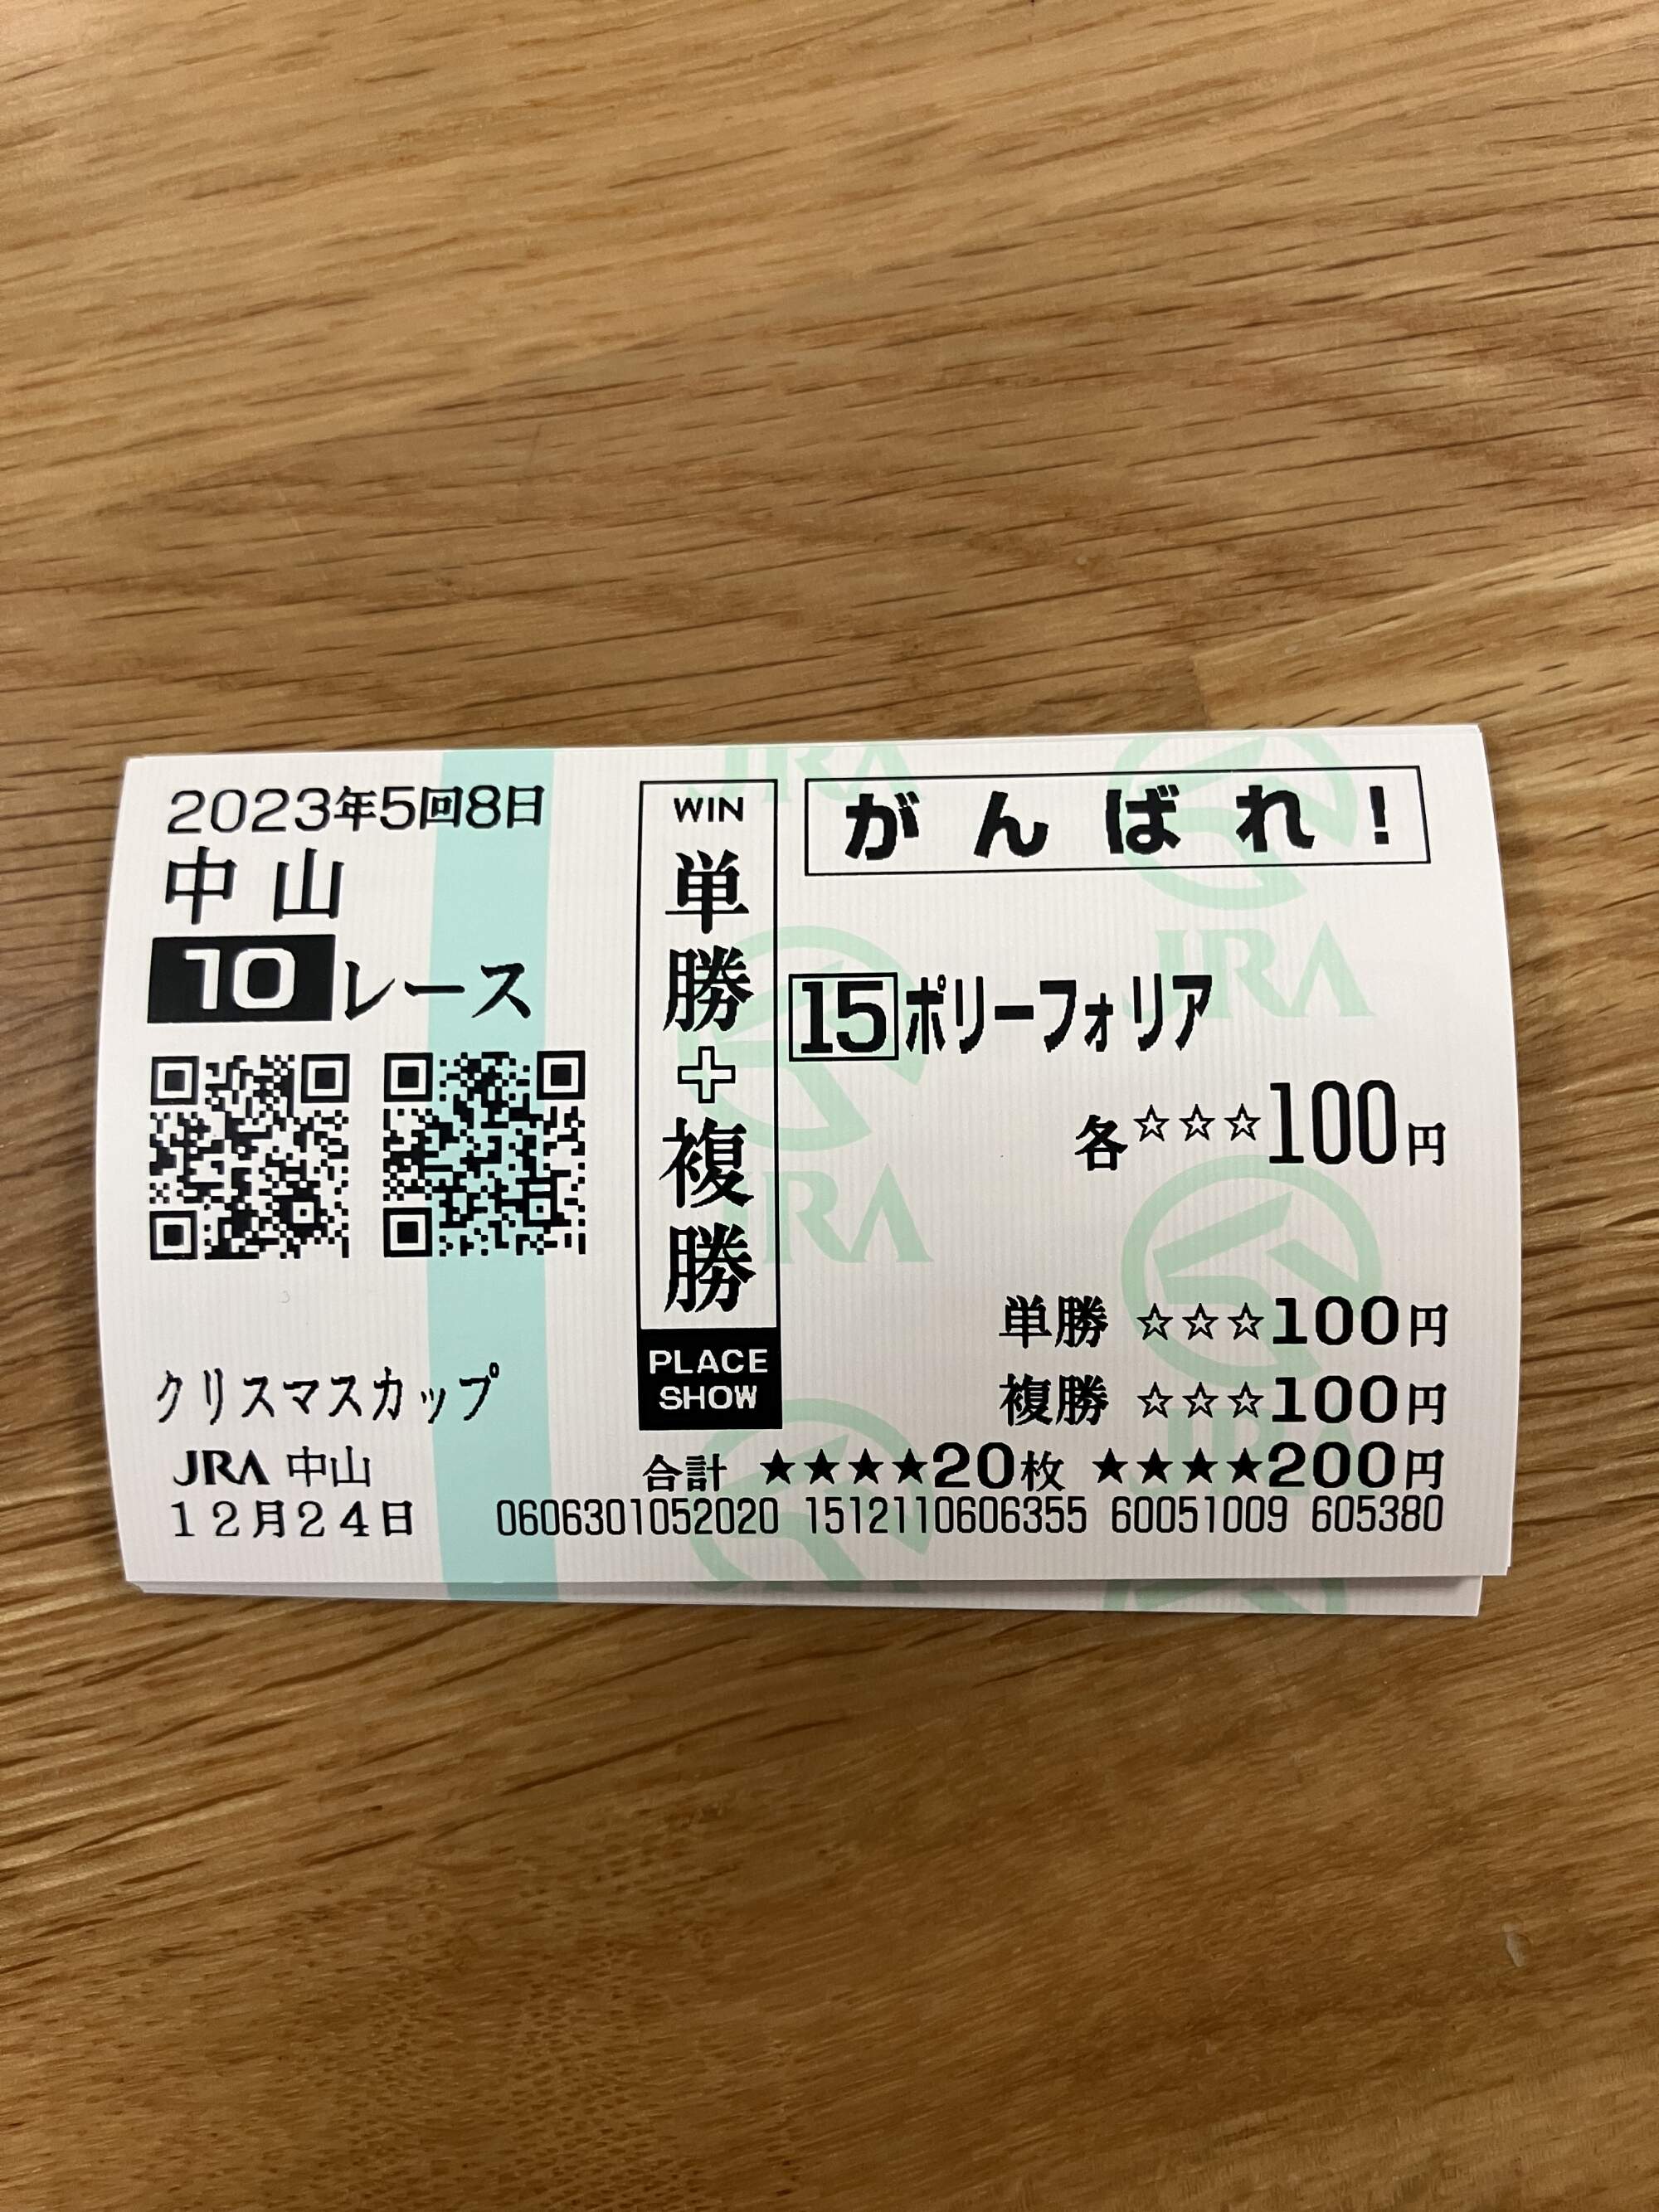 2023年5回8日
中山
10レース
クリスマスカップ
JRA 中山
12月24日
WIN
単勝+複勝
PLACE
SHOW
がんばれ!
15ポリーフォリア
各☆☆☆100円
単勝 ☆☆☆100円
複勝 ☆☆☆100円
合計 ★★★★20枚 ★★★★200円
0606301052020 1512110606355 60051009 605380
JRA
JRA
JRA